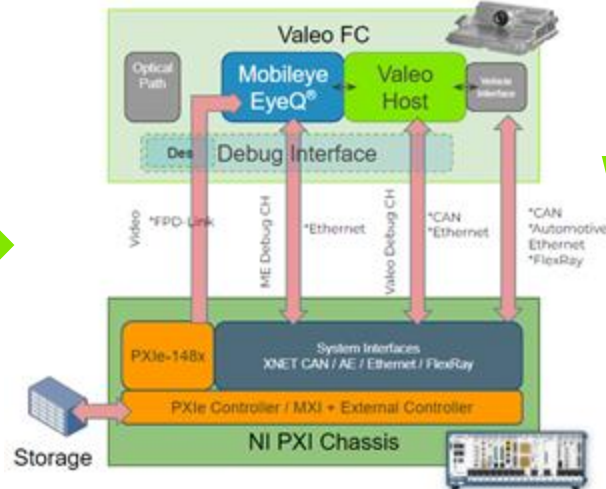 Valeo FC
Optical
Path
Mobileye
EyeQ®
Valeo
Host
Vehicle
Interface
Des
Debug Interface
Video
*FPD-Link
ME Debug CH
*Ethernet
Valeo Debug CH
*CAN
*Ethernet
*CAN
*Automotive
Ethernet
*FlexRay
PXIe-148x
System Interfaces
XNET CAN / AE / Ethernet / FlexRay
PXIe Controller / MXI + External Controller
NI PXI Chassis
Storage